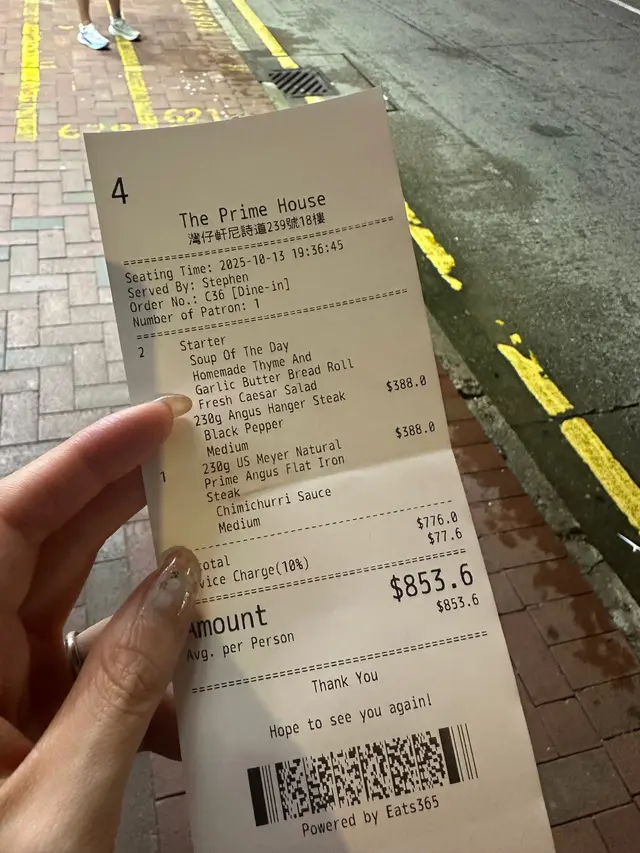 4
The Prime House
灣仔軒尼詩道239號18樓
Seating Time: 2025-10-13 19:36:45
Served By: Stephen
Order No.: C36 [Dine-in]
Number of Patron: 1
2 Starter
Soup Of The Day
Homemade Thyme And
Garlic Butter Bread Roll
Fresh Caesar Salad
230g Angus Hanger Steak $388.0
Black Pepper
Medium
1 230g US Meyer Natural $388.0
Prime Angus Flat Iron
Steak
Chimichurri Sauce
Medium
otal $776.0
vice Charge(10%) $77.6
Amount $853.6
Avg. per Person $853.6
Thank You
Hope to see you again!
Powered by Eats365